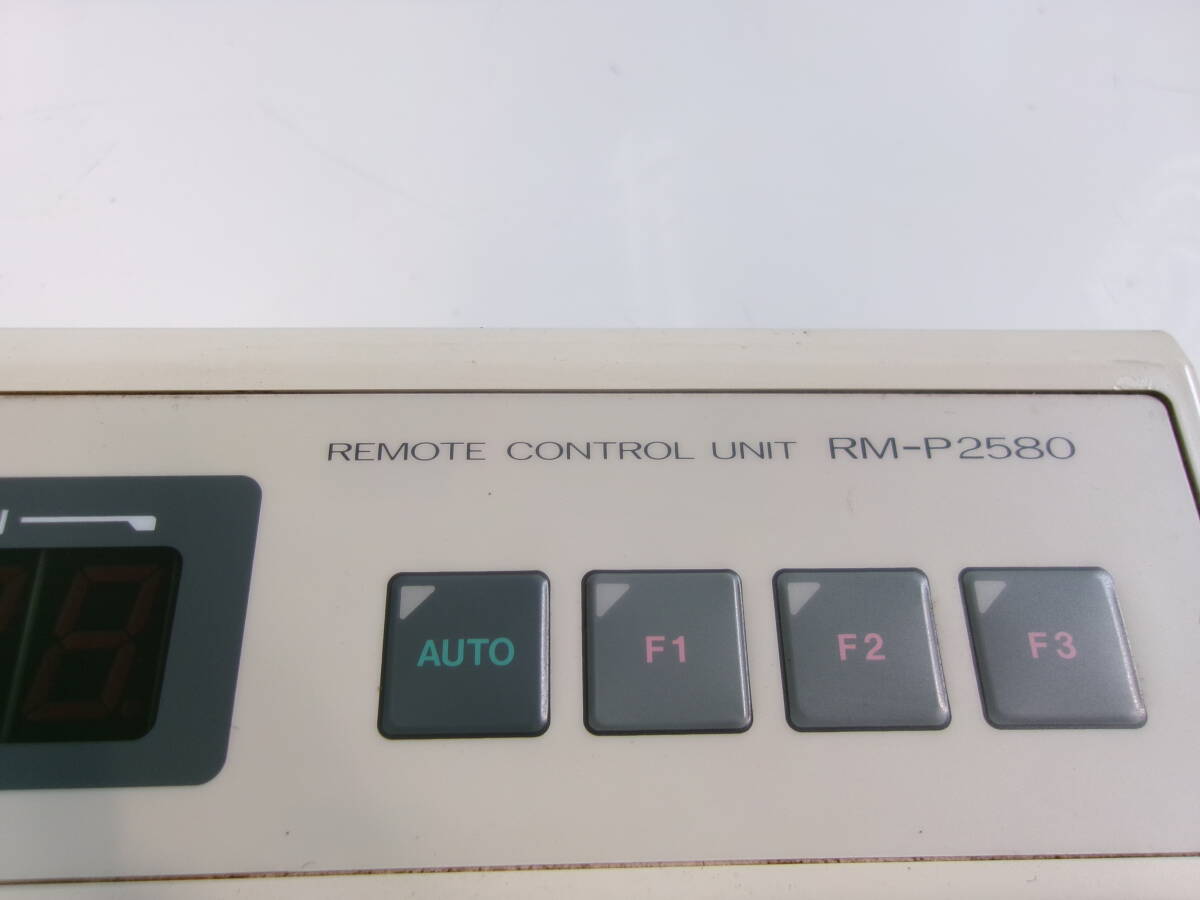 REMOTE CONTROL UNIT RM-P2580
AUTO F1 F2 F3